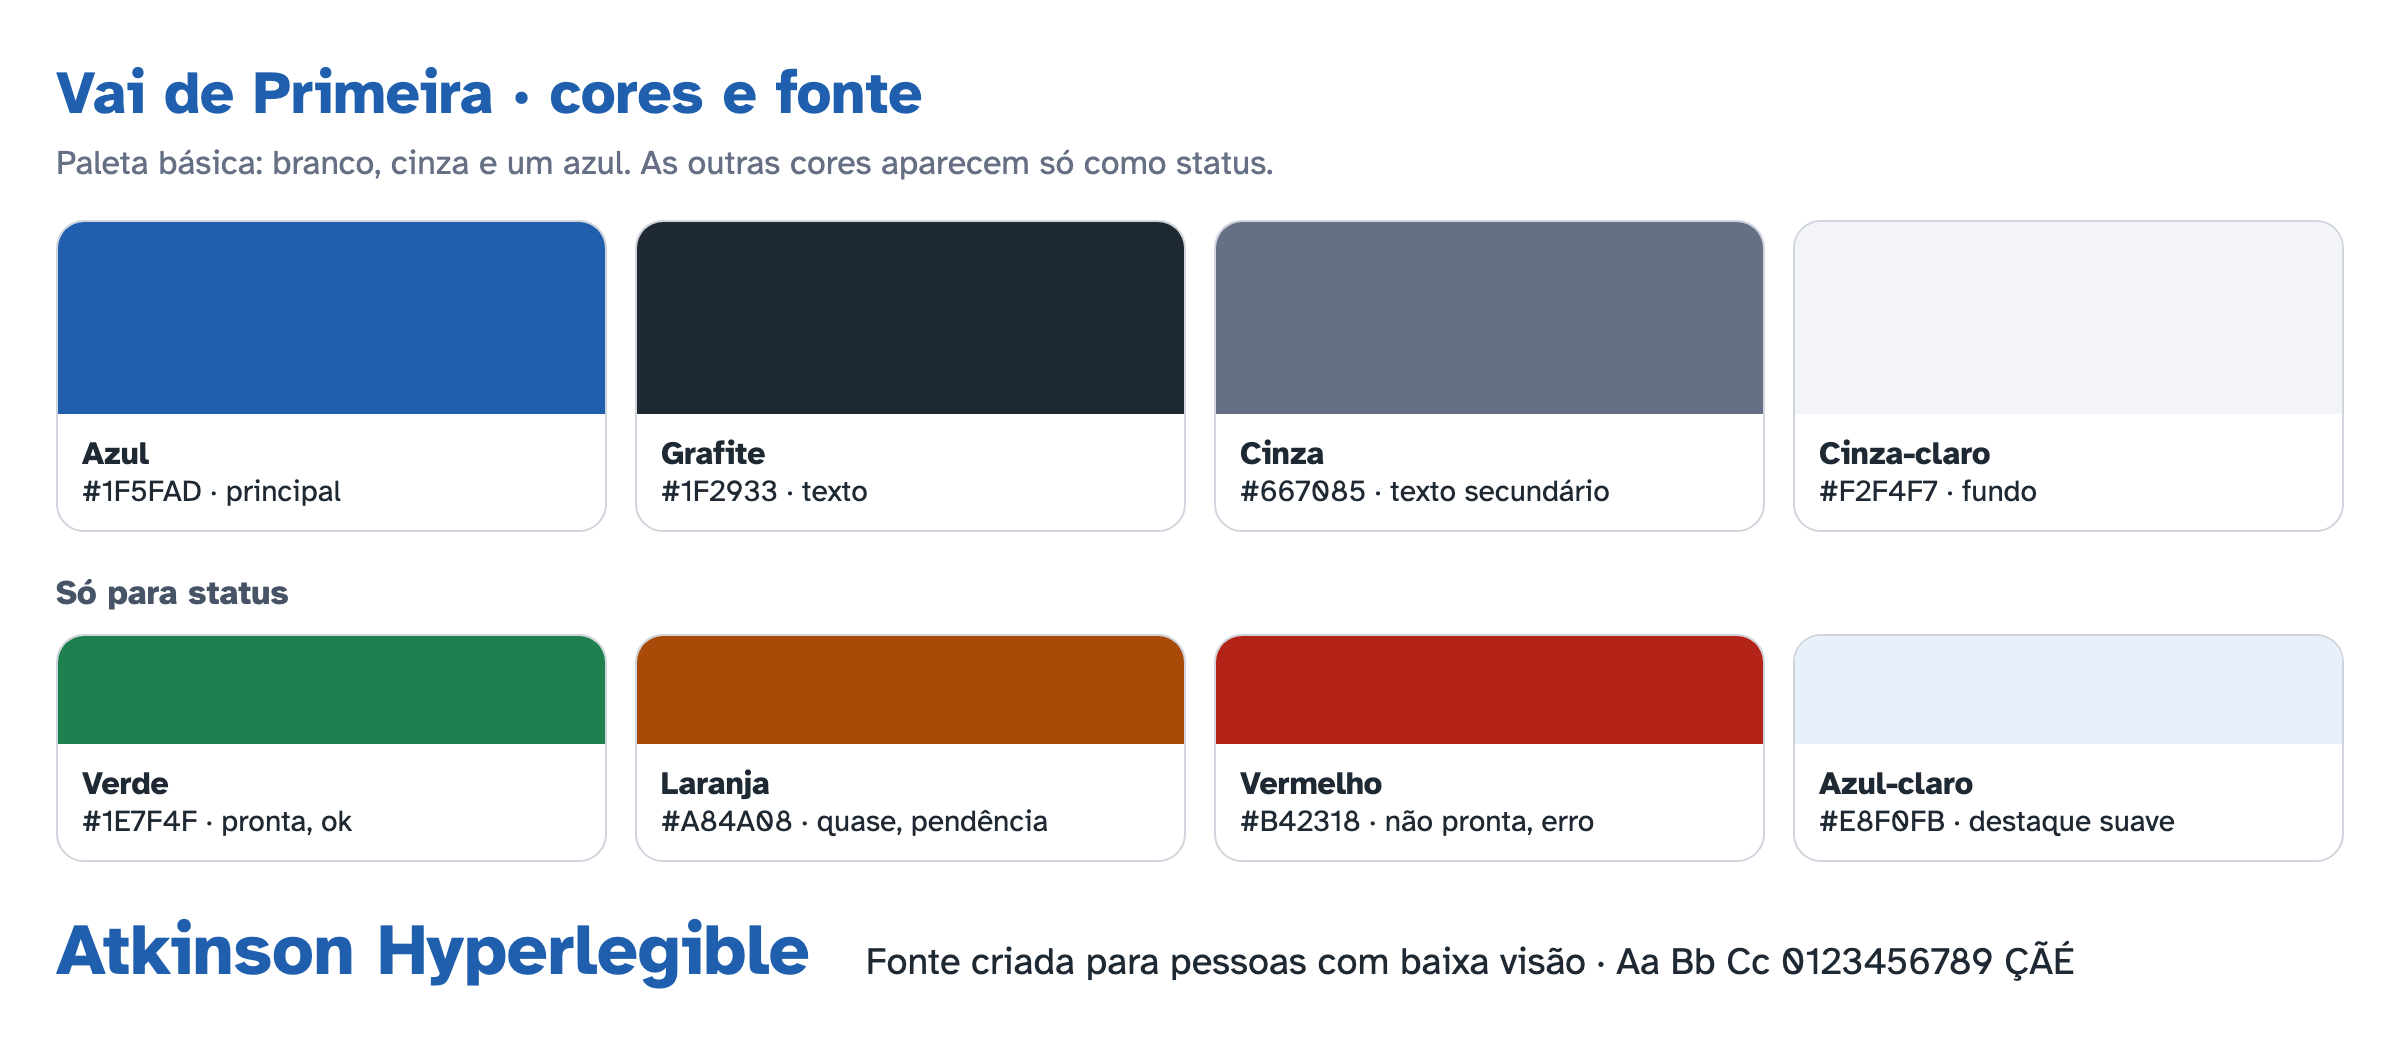 Vai de Primeira · cores e fonte
Paleta básica: branco, cinza e um azul. As outras cores aparecem só como status.
Azul
#1F5FAD · principal
Grafite
#1F2933 · texto
Cinza
#667085 · texto secundário
Cinza-claro
#F2F4F7 · fundo
Só para status
Verde
#1E7F4F · pronta, ok
Laranja
#A84A08 · quase, pendência
Vermelho
#B42318 · não pronta, erro
Azul-claro
#E8F0FB · destaque suave
Atkinson Hyperlegible
Fonte criada para pessoas com baixa visão · Aa Bb Cc 0123456789 ÇÃÉ